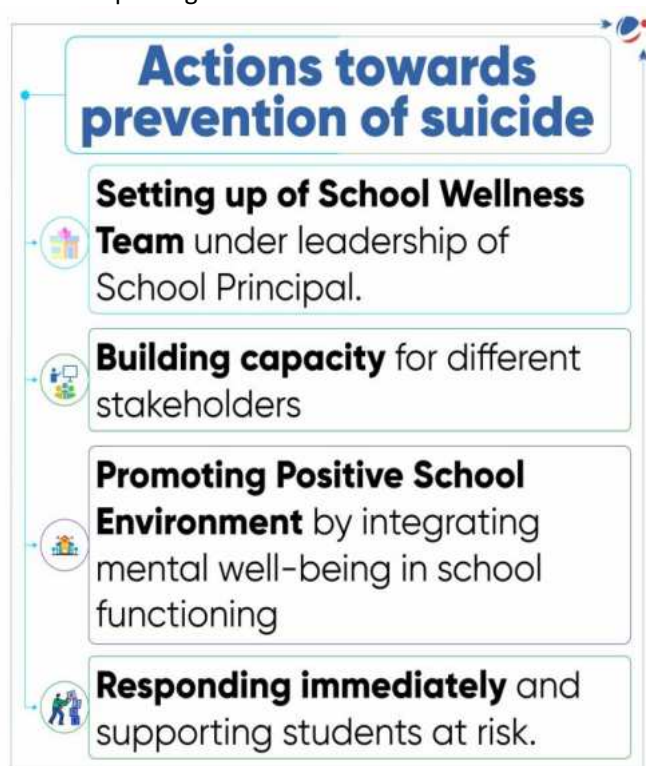 Actions towards
prevention of suicide
Setting up of School Wellness
Team under leadership of
School Principal.
Building capacity for different
stakeholders
Promoting Positive School
Environment by integrating
mental well-being in school
functioning
Responding immediately and
supporting students at risk.